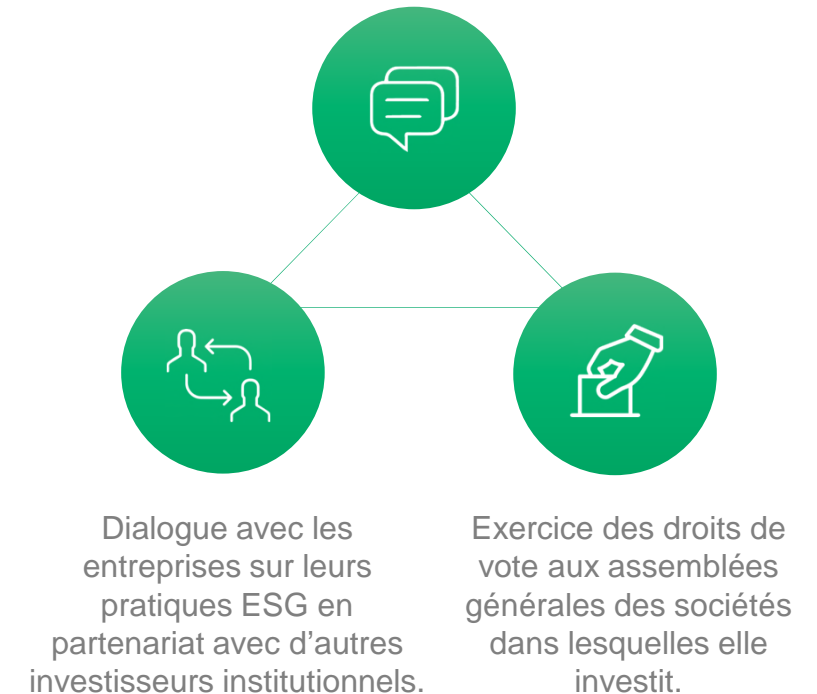 Dialogue avec les
entreprises sur leurs
pratiques ESG en
partenariat avec d’autres
investisseurs institutionnels.
Exercice des droits de
vote aux assemblées
générales des sociétés
dans lesquelles elle
investit.